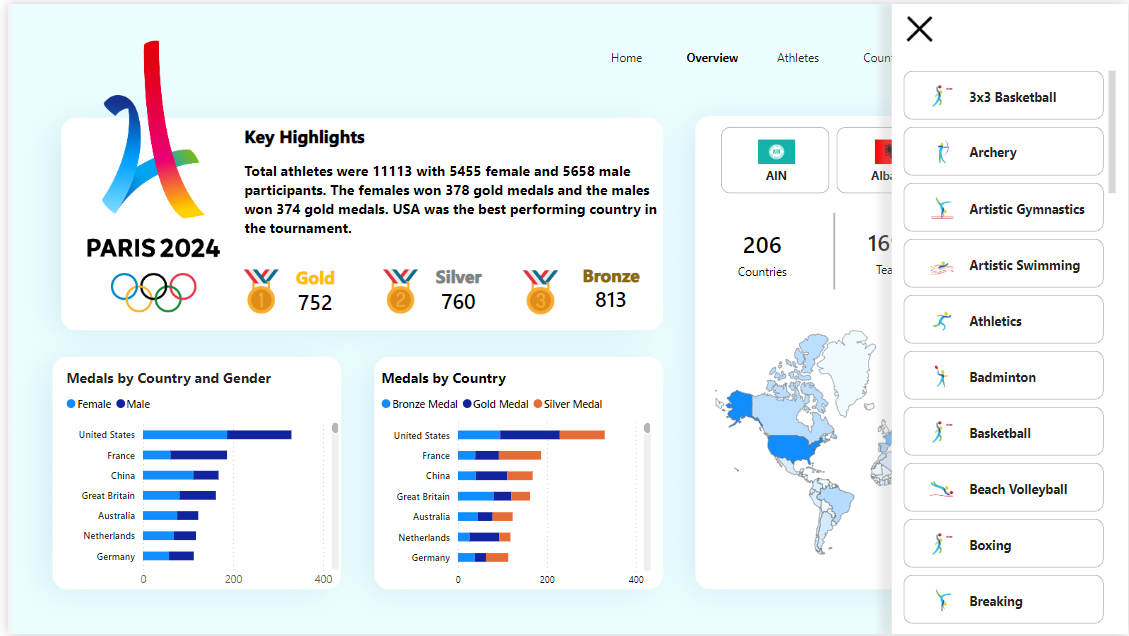 Home
Overview
Athletes
PARIS 2024
Key Highlights
Total athletes were 11113 with 5455 female and 5658 male
participants. The females won 378 gold medals and the males
won 374 gold medals. USA was the best performing country in
the tournament.
1
Gold
752
2
Silver
760
3
Bronze
813
AIN
AIN
206
Countries
Medals by Country and Gender
Female
Male
United States
France
China
Great Britain
Australia
Netherlands
Germany
0
200
400
Medals by Country
Bronze Medal
Gold Medal
Silver Medal
United States
France
China
Great Britain
Australia
Netherlands
Germany
0
200
400
3x3 Basketball
Archery
Artistic Gymnastics
Artistic Swimming
Athletics
Badminton
Basketball
Beach Volleyball
Boxing
Breaking